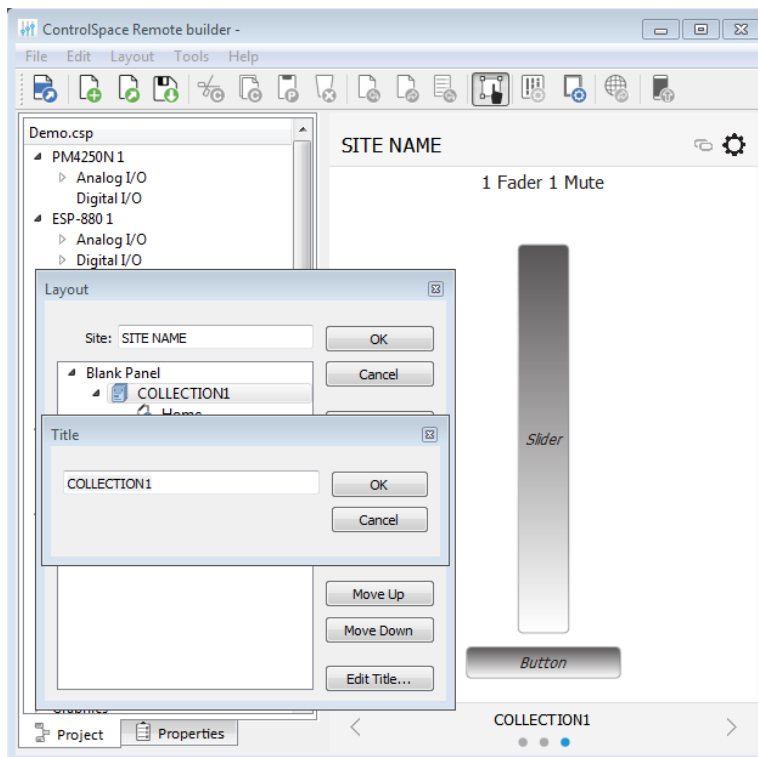 ControlSpace Remote builder -
File Edit Layout Tools Help
Demo.csp
PM4250N 1
Analog I/O
Digital I/O
ESP-880 1
Analog I/O
Digital I/O
SITE NAME
1 Fader 1 Mute
Slider
Button
COLLECTION1
Layout
Site: SITE NAME
OK
Blank Panel
Cancel
COLLECTION1
Home
Title
COLLECTION1
OK
Cancel
Move Up
Move Down
Edit Title...
Graphics
Project Properties